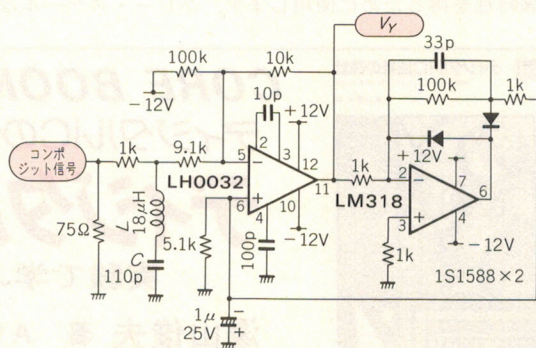 V_Y
33p
100k
10k
100k
1k
-12V
10p
+12V
コンポ
ジット信号
1k
9.1k
5
−
2
3
12
11
1k
+12V
2
−
7
6
LH0032
LM318
6
+
4
10
3
+
4
75Ω
L
18μH
5.1k
100p
-12V
1k
-12V
C
110p
1S1588×2
1μ
25V
−
+